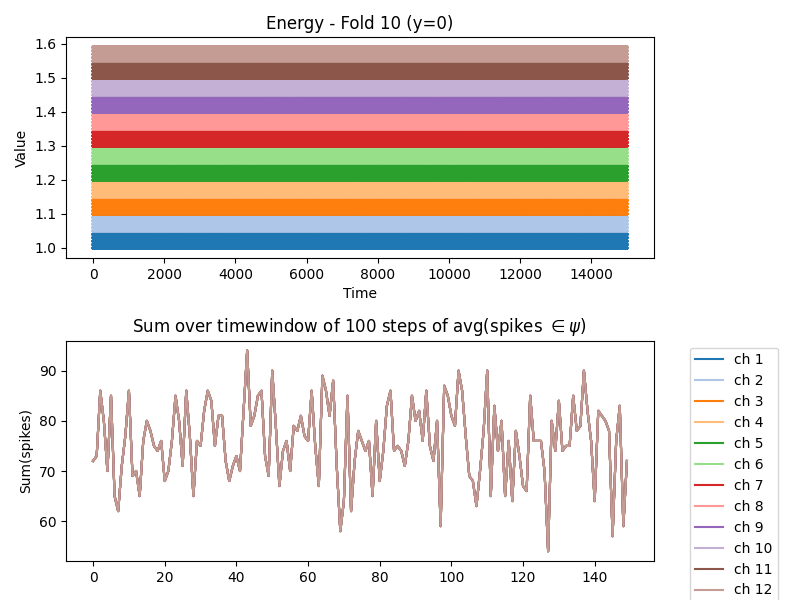 Energy - Fold 10 (y=0)
1.6
1.5
1.4
1.3
1.2
1.1
1.0
Value
0 2000 4000 6000 8000 10000 12000 14000
Time
Sum over timewindow of 100 steps of avg(spikes ∈ ψ)
90
80
70
60
Sum(spikes)
0 20 40 60 80 100 120 140
ch 1
ch 2
ch 3
ch 4
ch 5
ch 6
ch 7
ch 8
ch 9
ch 10
ch 11
ch 12